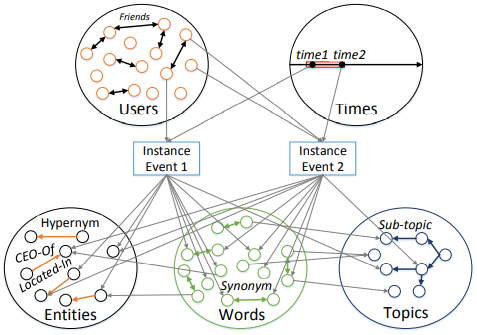 Friends
time1 time2
Users
Times
Instance
Event 1
Instance
Event 2
Hypernym
CEO-Of
Located-In
Entities
Synonym
Words
Sub-topic
Topics